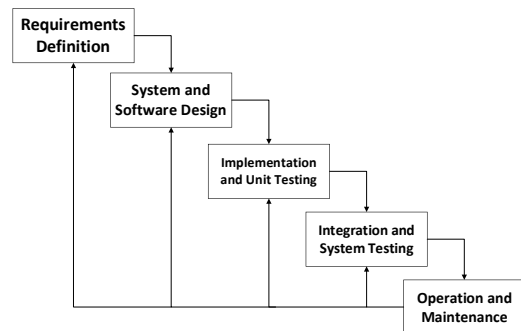 Requirements
Definition
System and
Software Design
Implementation
and Unit Testing
Integration and
System Testing
Operation and
Maintenance